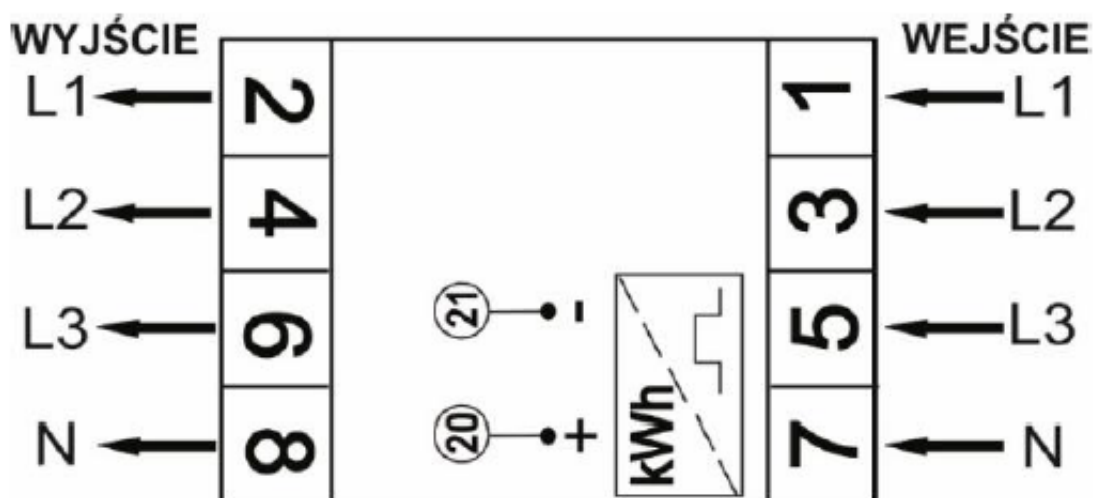 WYJŚCIE WEJŚCIE
L1 2 1 L1
L2 4 3 L2
21 -
L3 6 5 L3
20 +
kWh
N 8 7 N